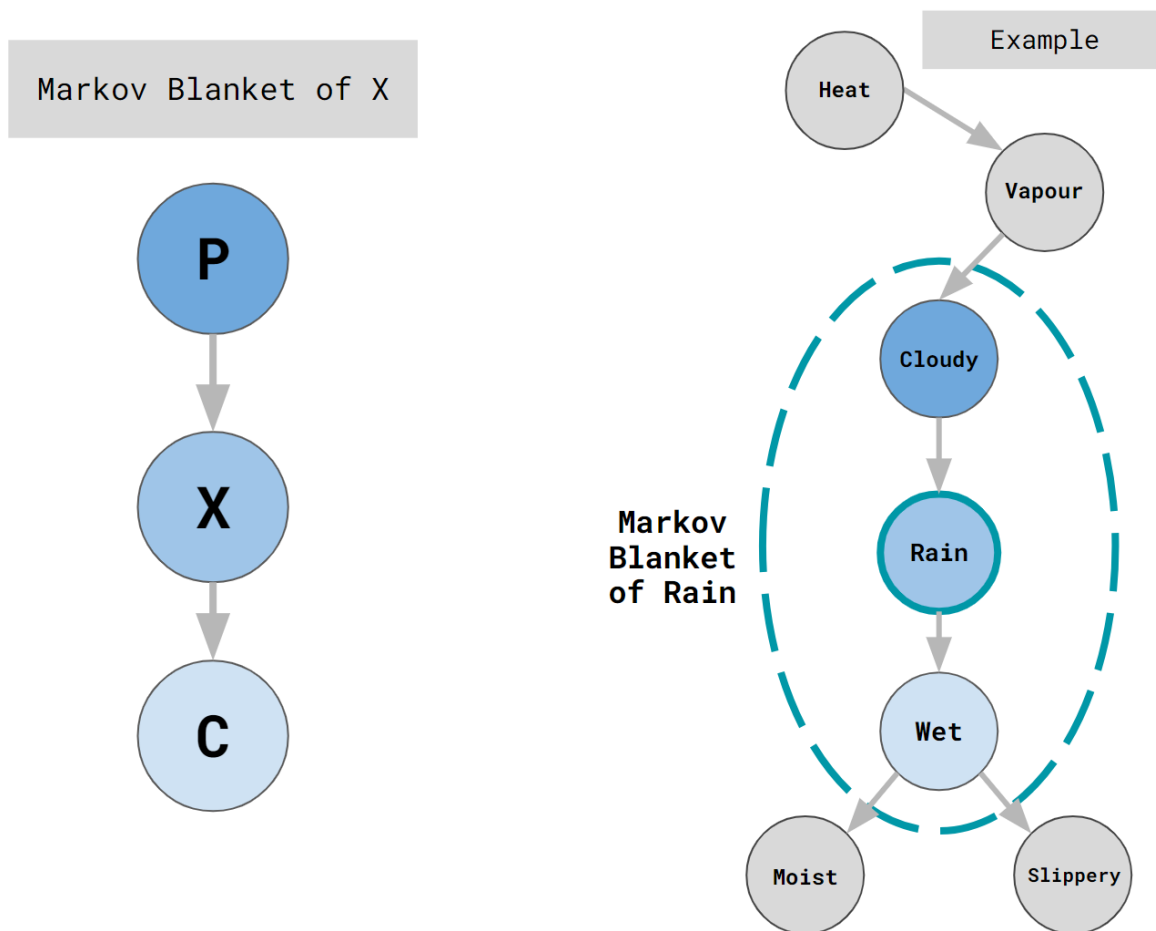 Markov Blanket of X
P
X
C
Example
Heat
Vapour
Cloudy
Markov
Blanket
of Rain
Rain
Wet
Moist
Slippery